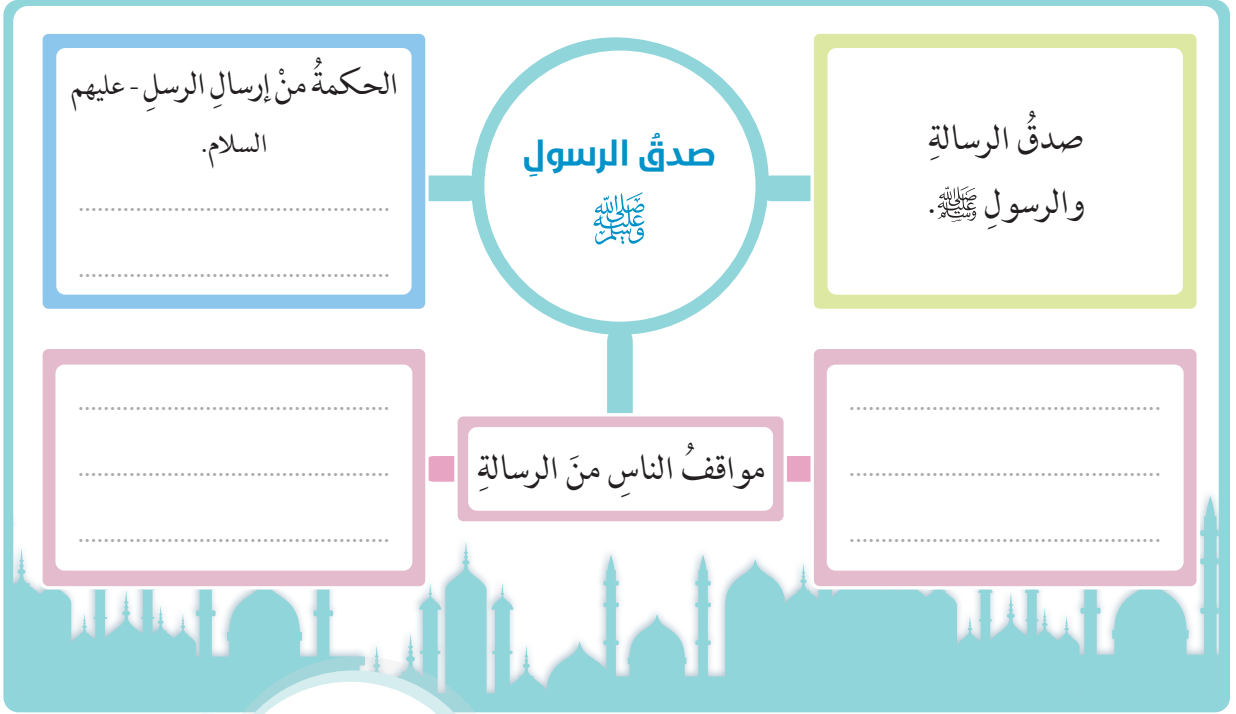 صدقُ الرسولِ
ﷺ
صدقُ الرسالةِ
والرسولِ ﷺ.
الحكمةُ منْ إرسالِ الرسلِ - عليهم
السلام.
........................................................
........................................................
مواقفُ الناسِ منَ الرسالةِ
........................................................
........................................................
........................................................
........................................................
........................................................
........................................................